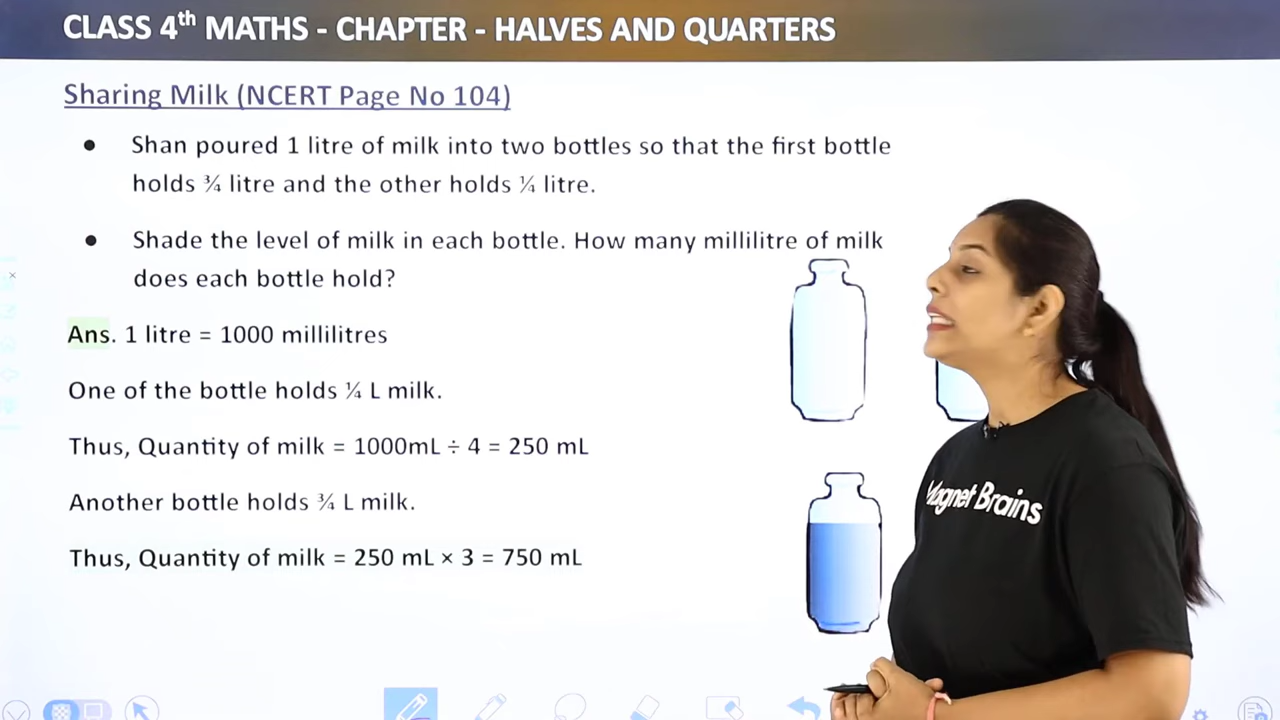 CLASS 4th MATHS - CHAPTER - HALVES AND QUARTERS
Sharing Milk (NCERT Page No 104)
● Shan poured 1 litre of milk into two bottles so that the first bottle
holds ¾ litre and the other holds ¼ litre.
● Shade the level of milk in each bottle. How many millilitre of milk
does each bottle hold?
Ans. 1 litre = 1000 millilitres
One of the bottle holds ¼ L milk.
Thus, Quantity of milk = 1000mL ÷ 4 = 250 mL
Another bottle holds ¾ L milk.
Thus, Quantity of milk = 250 mL × 3 = 750 mL
Magnet Brains